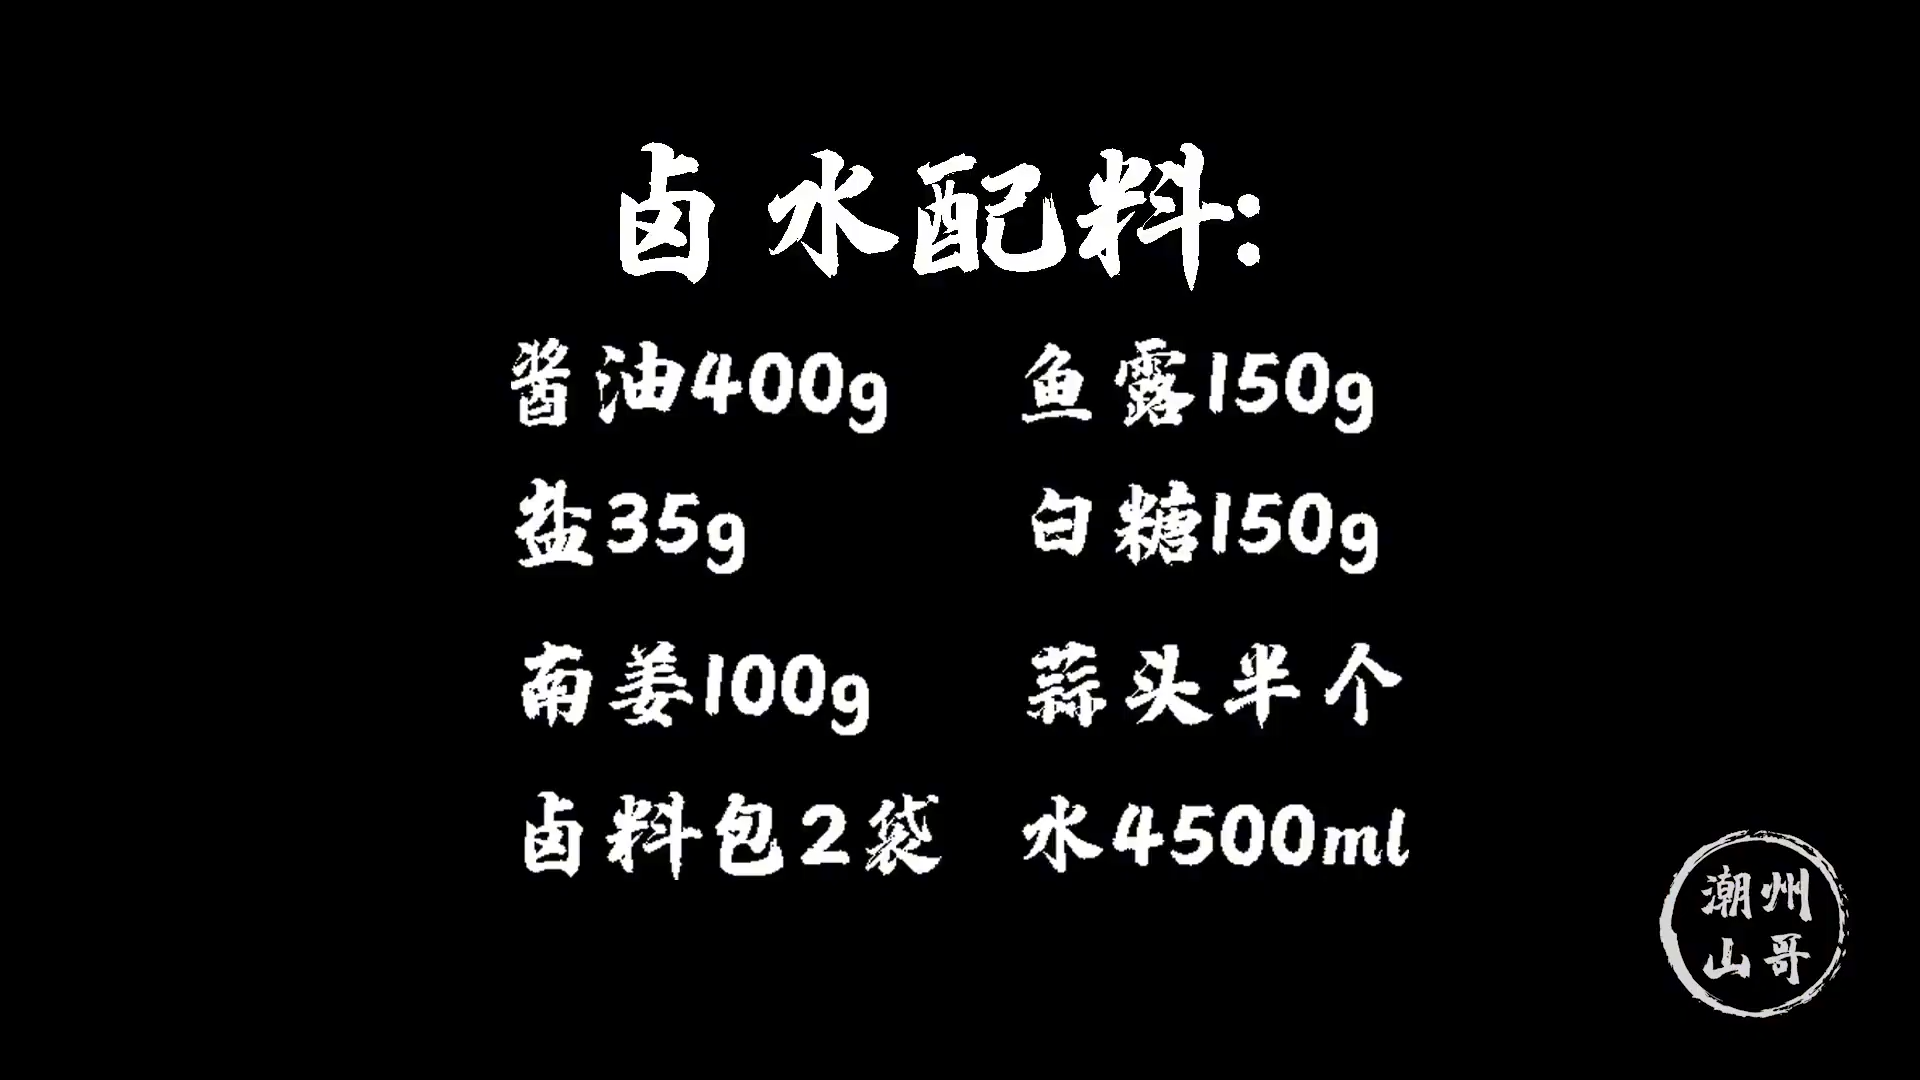 卤水配料:
酱油400g 鱼露150g
盐35g 白糖150g
南姜100g 蒜头半个
卤料包2袋 水4500ml
潮州
山哥